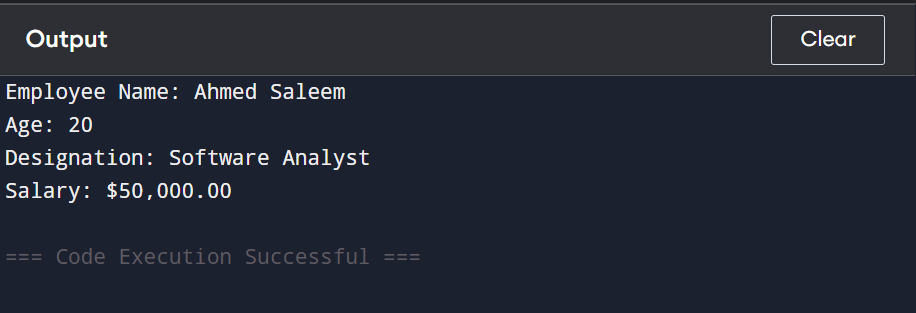 Output
Clear
Employee Name: Ahmed Saleem
Age: 20
Designation: Software Analyst
Salary: $50,000.00
=== Code Execution Successful ===